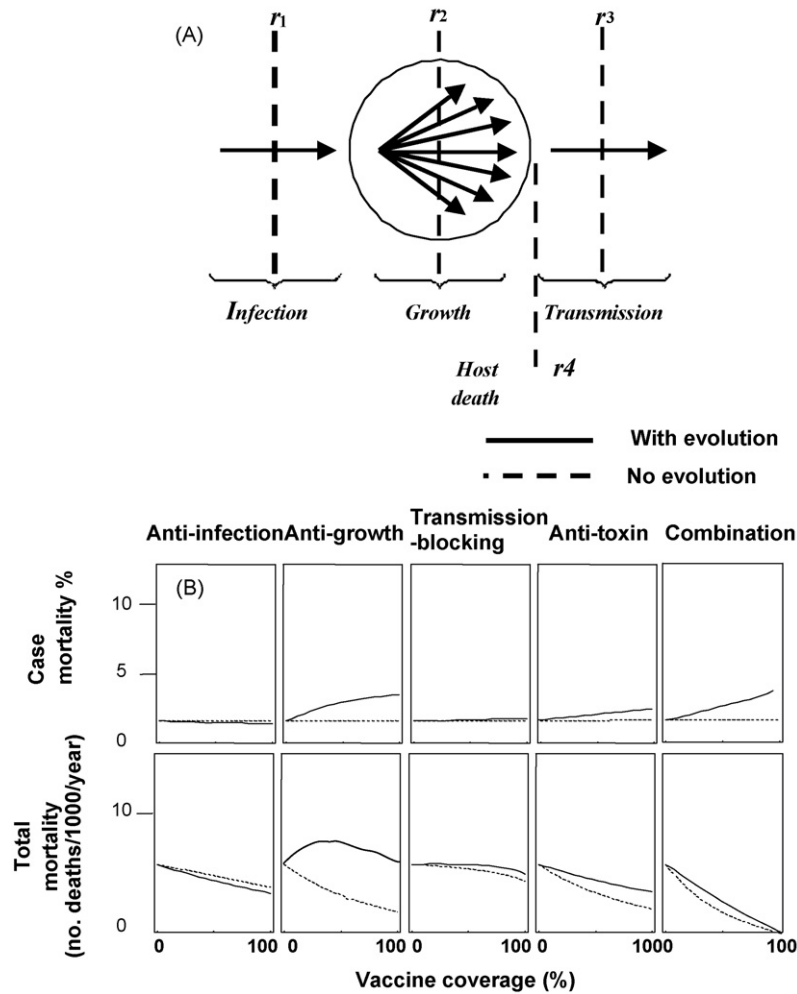 (A)
r1 r2 r3
Infection Growth Transmission
Host death r4
With evolution
No evolution
Anti-infection Anti-growth Transmission -blocking Anti-toxin Combination
(B)
Case mortality %
10
5
0
Total mortality (no. deaths/1000/year)
10
0
0 100 0 100 0 100 0 1000 100
Vaccine coverage (%)